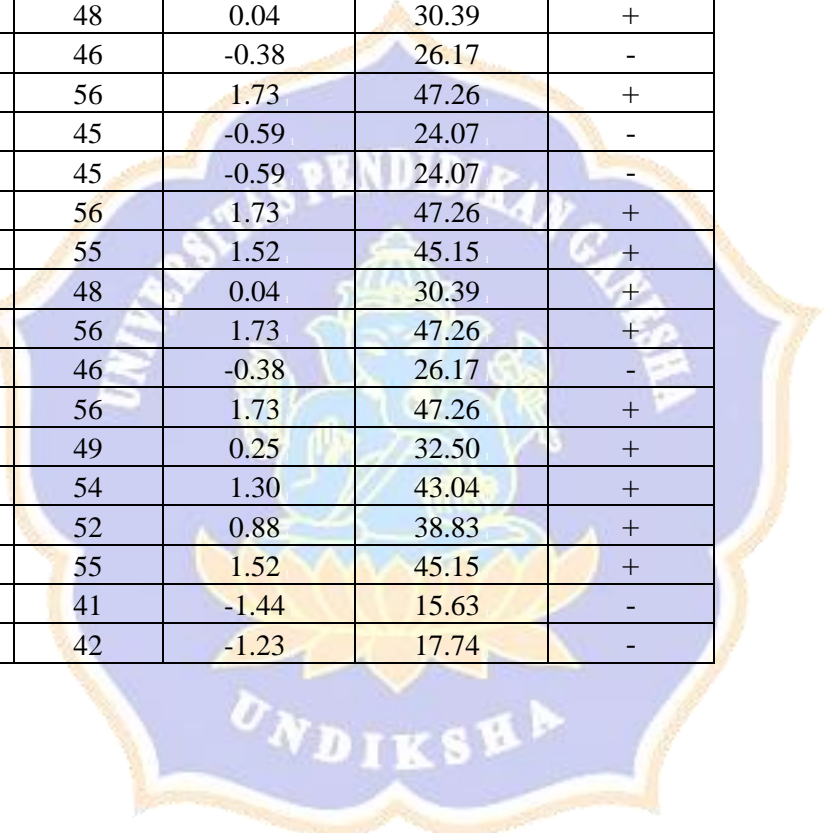 48 0.04 30.39 +
46 -0.38 26.17 -
56 1.73 47.26 +
45 -0.59 24.07 -
45 -0.59 24.07 -
56 1.73 47.26 +
55 1.52 45.15 +
48 0.04 30.39 +
56 1.73 47.26 +
46 -0.38 26.17 -
56 1.73 47.26 +
49 0.25 32.50 +
54 1.30 43.04 +
52 0.88 38.83 +
55 1.52 45.15 +
41 -1.44 15.63 -
42 -1.23 17.74 -
UNIVERSITAS PENDIDIKAN GANESHA
UNDIKSHA